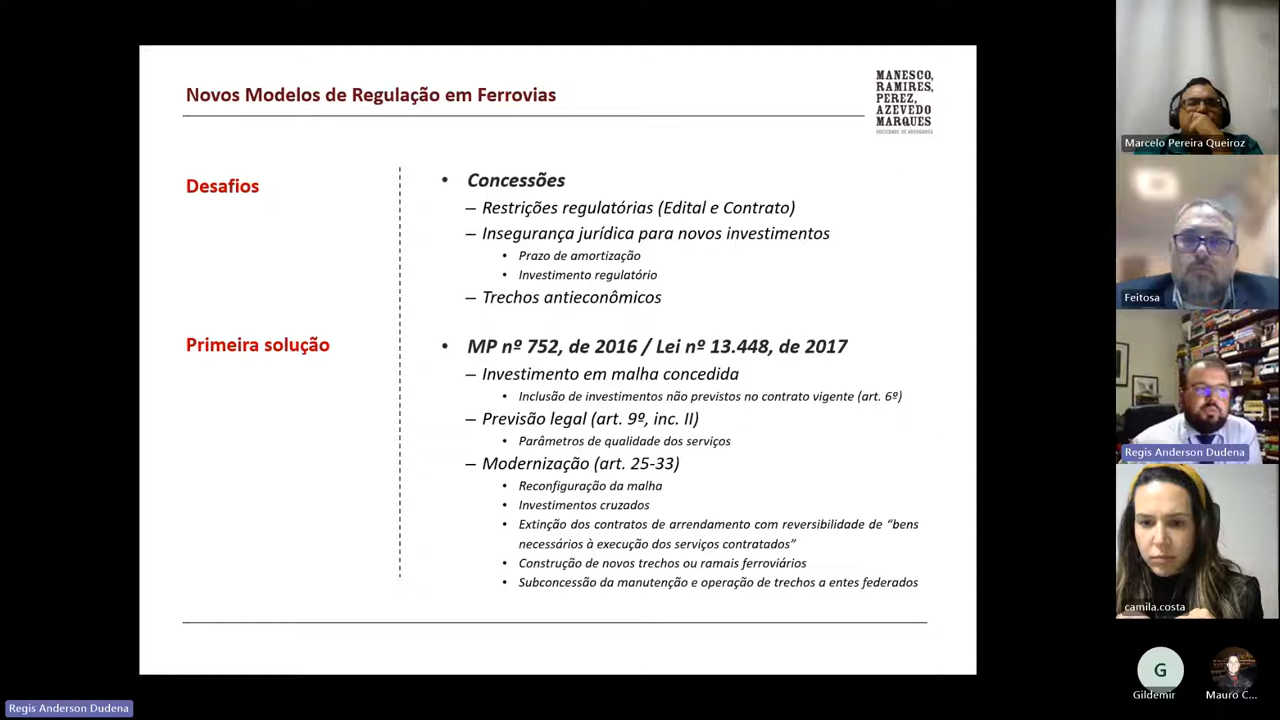 Novos Modelos de Regulação em Ferrovias
MANESCO,
RAMIRES,
PEREZ,
AZEVEDO
MARQUES
SOCIEDADE DE ADVOGADOS
Desafios
• Concessões
– Restrições regulatórias (Edital e Contrato)
– Insegurança jurídica para novos investimentos
• Prazo de amortização
• Investimento regulatório
– Trechos antieconômicos
Primeira solução
• MP nº 752, de 2016 / Lei nº 13.448, de 2017
– Investimento em malha concedida
• Inclusão de investimentos não previstos no contrato vigente (art. 6º)
– Previsão legal (art. 9º, inc. II)
• Parâmetros de qualidade dos serviços
– Modernização (art. 25-33)
• Reconfiguração da malha
• Investimentos cruzados
• Extinção dos contratos de arrendamento com reversibilidade de “bens
necessários à execução dos serviços contratados”
• Construção de novos trechos ou ramais ferroviários
• Subconcessão da manutenção e operação de trechos a entes federados
Marcelo Pereira Queiroz
Feitosa
Regis Anderson Dudena
camila.costa
G
Gildemir
Mauro C...
Regis Anderson Dudena